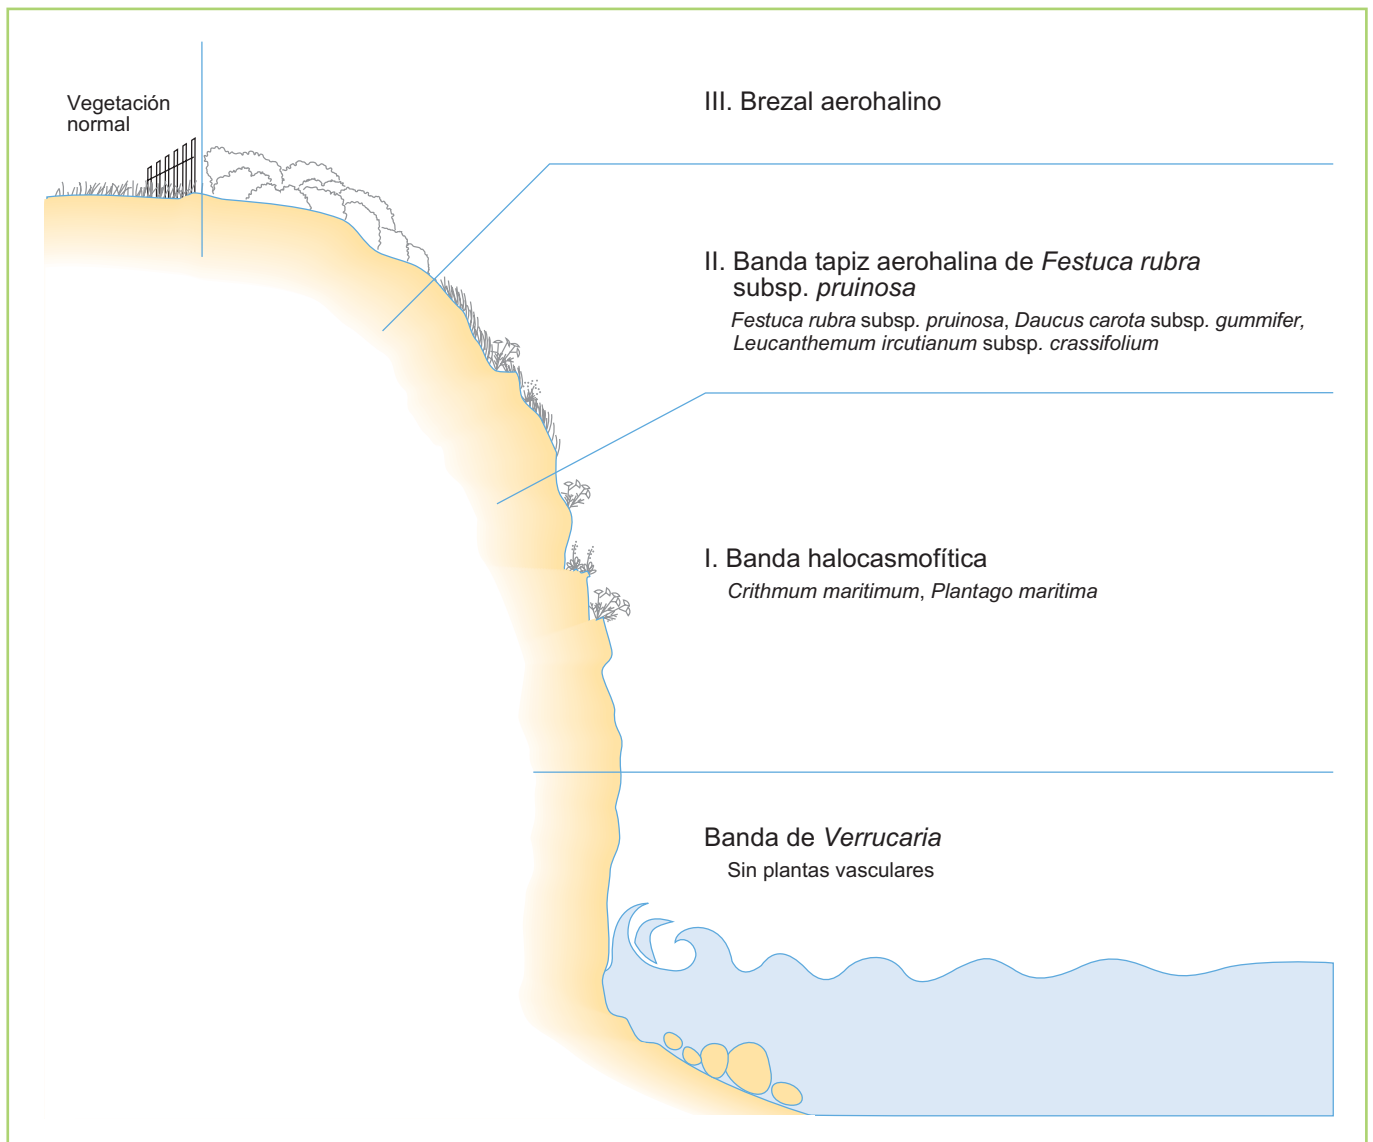 Vegetación
normal
III. Brezal aerohalino
II. Banda tapiz aerohalina de Festuca rubra
subsp. pruinosa
Festuca rubra subsp. pruinosa, Daucus carota subsp. gummifer,
Leucanthemum ircutianum subsp. crassifolium
I. Banda halocasmofítica
Crithmum maritimum, Plantago maritima
Banda de Verrucaria
Sin plantas vasculares